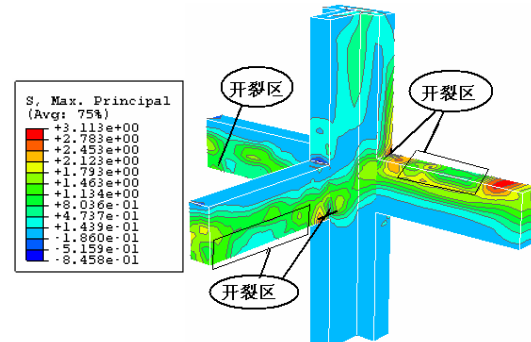 S, Max. Principal
(Avg: 75%)
+3.113e+00
+2.783e+00
+2.453e+00
+2.123e+00
+1.793e+00
+1.463e+00
+1.134e+00
+8.036e-01
+4.737e-01
+1.439e-01
-1.860e-01
-5.159e-01
-8.458e-01
开裂区
开裂区
开裂区